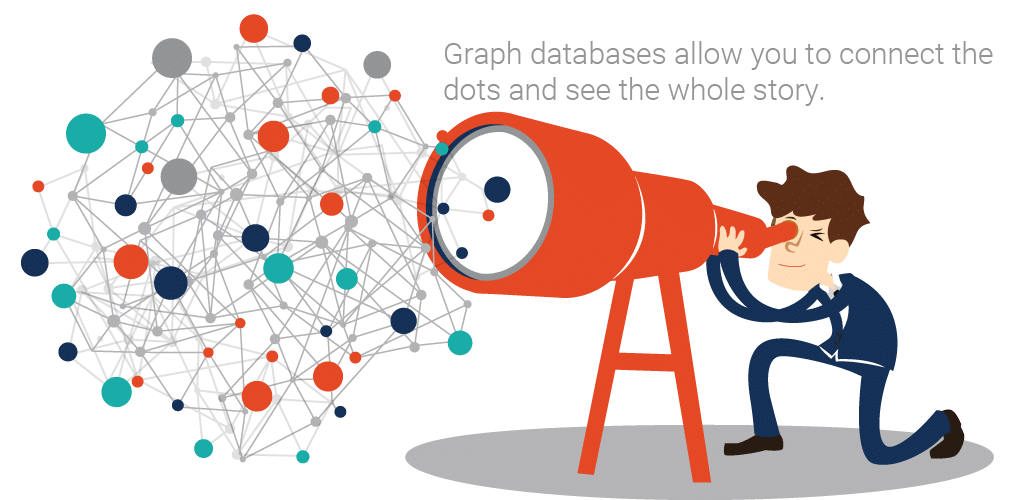 Graph databases allow you to connect the
dots and see the whole story.